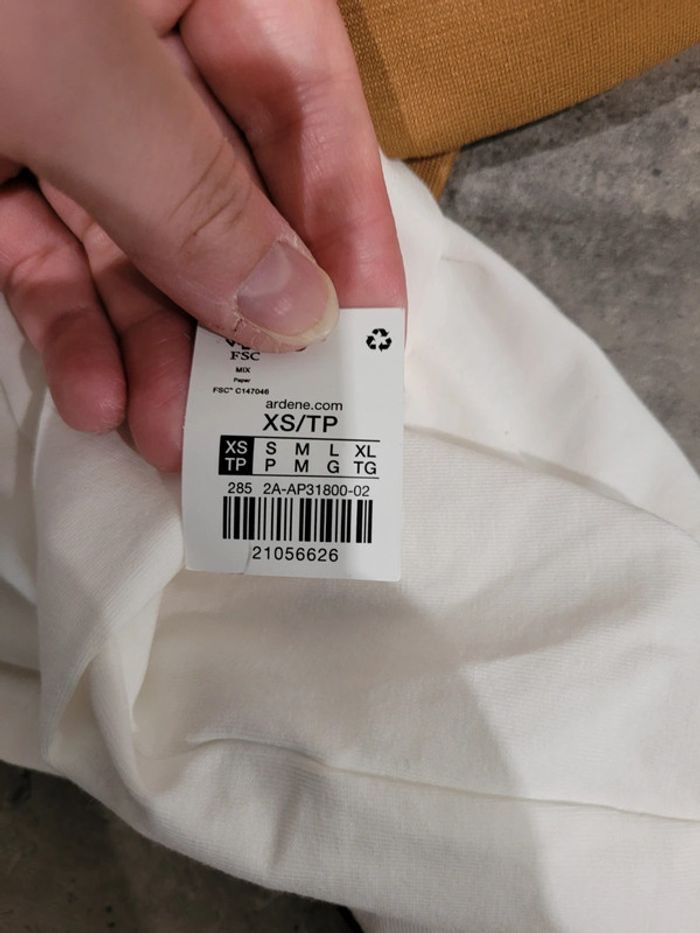 FSC
MIX
Paper
FSC™ C147046
ardene.com
XS/TP
XS S M L XL
TP P M G TG
285 2A-AP31800-02
21056626